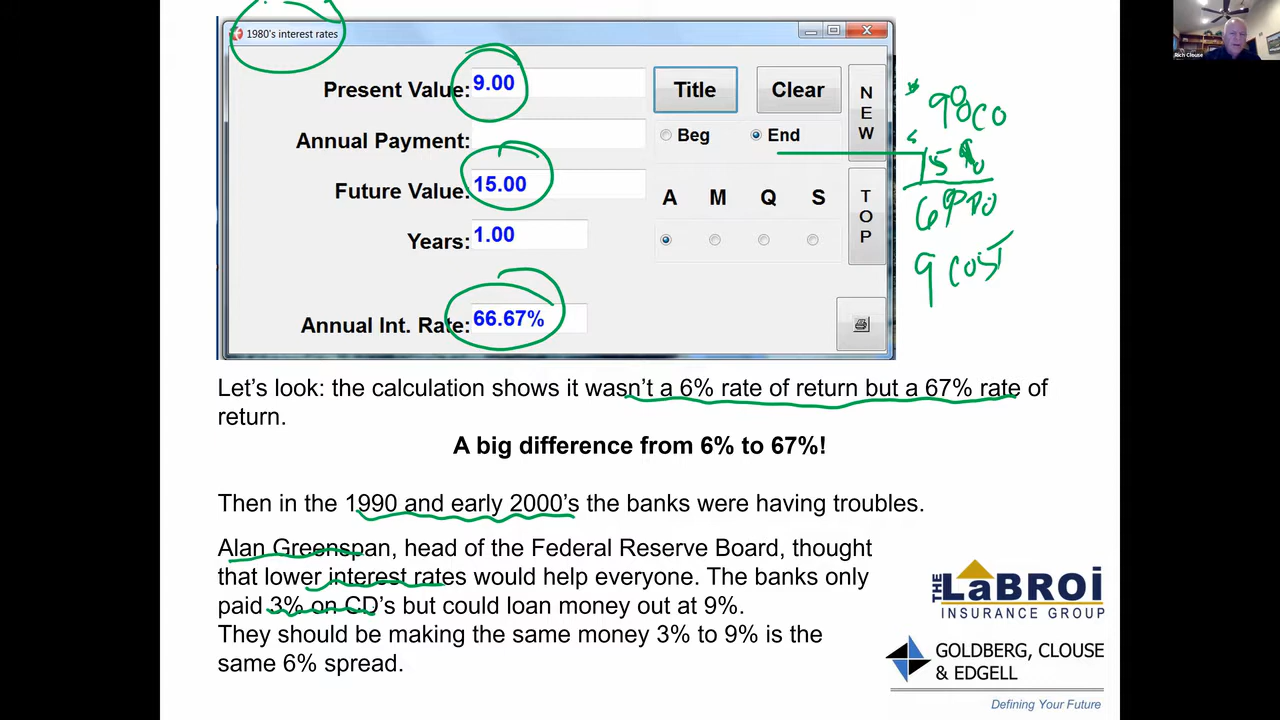 1980's interest rates
Rich Clouse
Present Value: 9.00
Title
Clear
NEW
Annual Payment:
Beg
End
Future Value: 15.00
A M Q S
TOP
Years: 1.00
Annual Int. Rate: 66.67%
15%
9 cost
Let's look: the calculation shows it wasn't a 6% rate of return but a 67% rate of
return.
A big difference from 6% to 67%!
Then in the 1990 and early 2000's the banks were having troubles.
Alan Greenspan, head of the Federal Reserve Board, thought
that lower interest rates would help everyone. The banks only
paid 3% on CD's but could loan money out at 9%.
They should be making the same money 3% to 9% is the
same 6% spread.
THE LABROI
INSURANCE GROUP
GOLDBERG, CLOUSE
& EDGELL
Defining Your Future